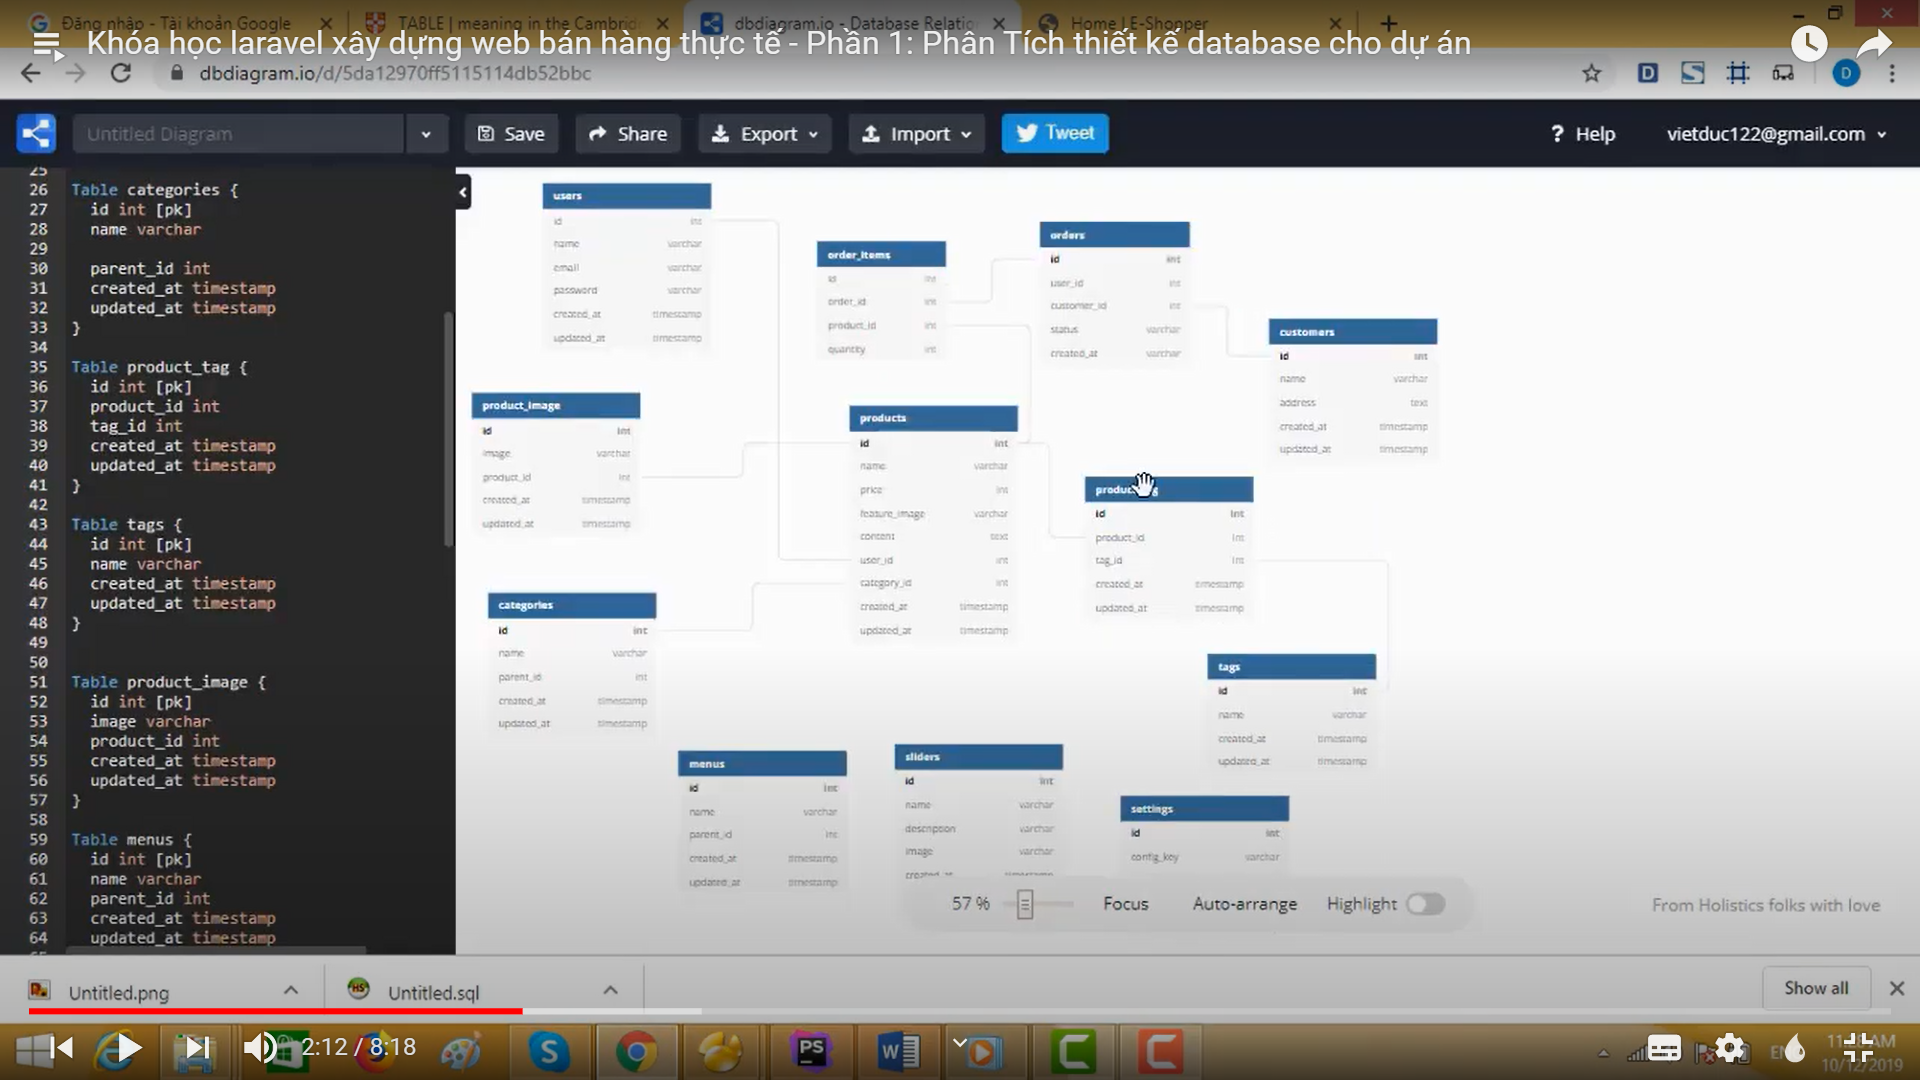 Đăng nhập - Tài khoản Google
TABLE | meaning in the Cambrid
dbdiagram.io - Database Relatio
Home | E-Shopper
Khóa học laravel xây dựng web bán hàng thực tế - Phần 1: Phân Tích thiết kế database cho dự án
dbdiagram.io/d/5da12970ff5115114db52bbc
D
Untitled Diagram
Save
Share
Export
Import
Tweet
? Help
vietduc122@gmail.com
25
26 Table categories {
27 id int [pk]
28 name varchar
29
30 parent_id int
31 created_at timestamp
32 updated_at timestamp
33 }
34
35 Table product_tag {
36 id int [pk]
37 product_id int
38 tag_id int
39 created_at timestamp
40 updated_at timestamp
41 }
42
43 Table tags {
44 id int [pk]
45 name varchar
46 created_at timestamp
47 updated_at timestamp
48 }
49
50
51 Table product_image {
52 id int [pk]
53 image varchar
54 product_id int
55 created_at timestamp
56 updated_at timestamp
57 }
58
59 Table menus {
60 id int [pk]
61 name varchar
62 parent_id int
63 created_at timestamp
64 updated_at timestamp
users
id int
name varchar
email varchar
password varchar
created_at timestamp
updated_at timestamp
order_items
id int
order_id int
product_id int
quantity int
orders
id int
user_id int
customer_id int
status varchar
created_at varchar
customers
id int
name varchar
address text
created_at timestamp
updated_at timestamp
product_image
id int
image varchar
product_id int
created_at timestamp
updated_at timestamp
products
id int
name varchar
price int
feature_image varchar
content text
user_id int
category_id int
created_at timestamp
updated_at timestamp
id int
product_id int
tag_id int
created_at timestamp
updated_at timestamp
categories
id int
name varchar
parent_id int
created_at timestamp
updated_at timestamp
tags
id int
name varchar
created_at timestamp
updated_at timestamp
menus
id int
name varchar
parent_id int
created_at timestamp
updated_at timestamp
sliders
id int
name varchar
description varchar
image varchar
created_at timestamp
settings
id int
config_key varchar
57 %
Focus
Auto-arrange
Highlight
From Holistics folks with love
Untitled.png
Untitled.sql
Show all
2:12 / 8:18
PS
10/12/2019